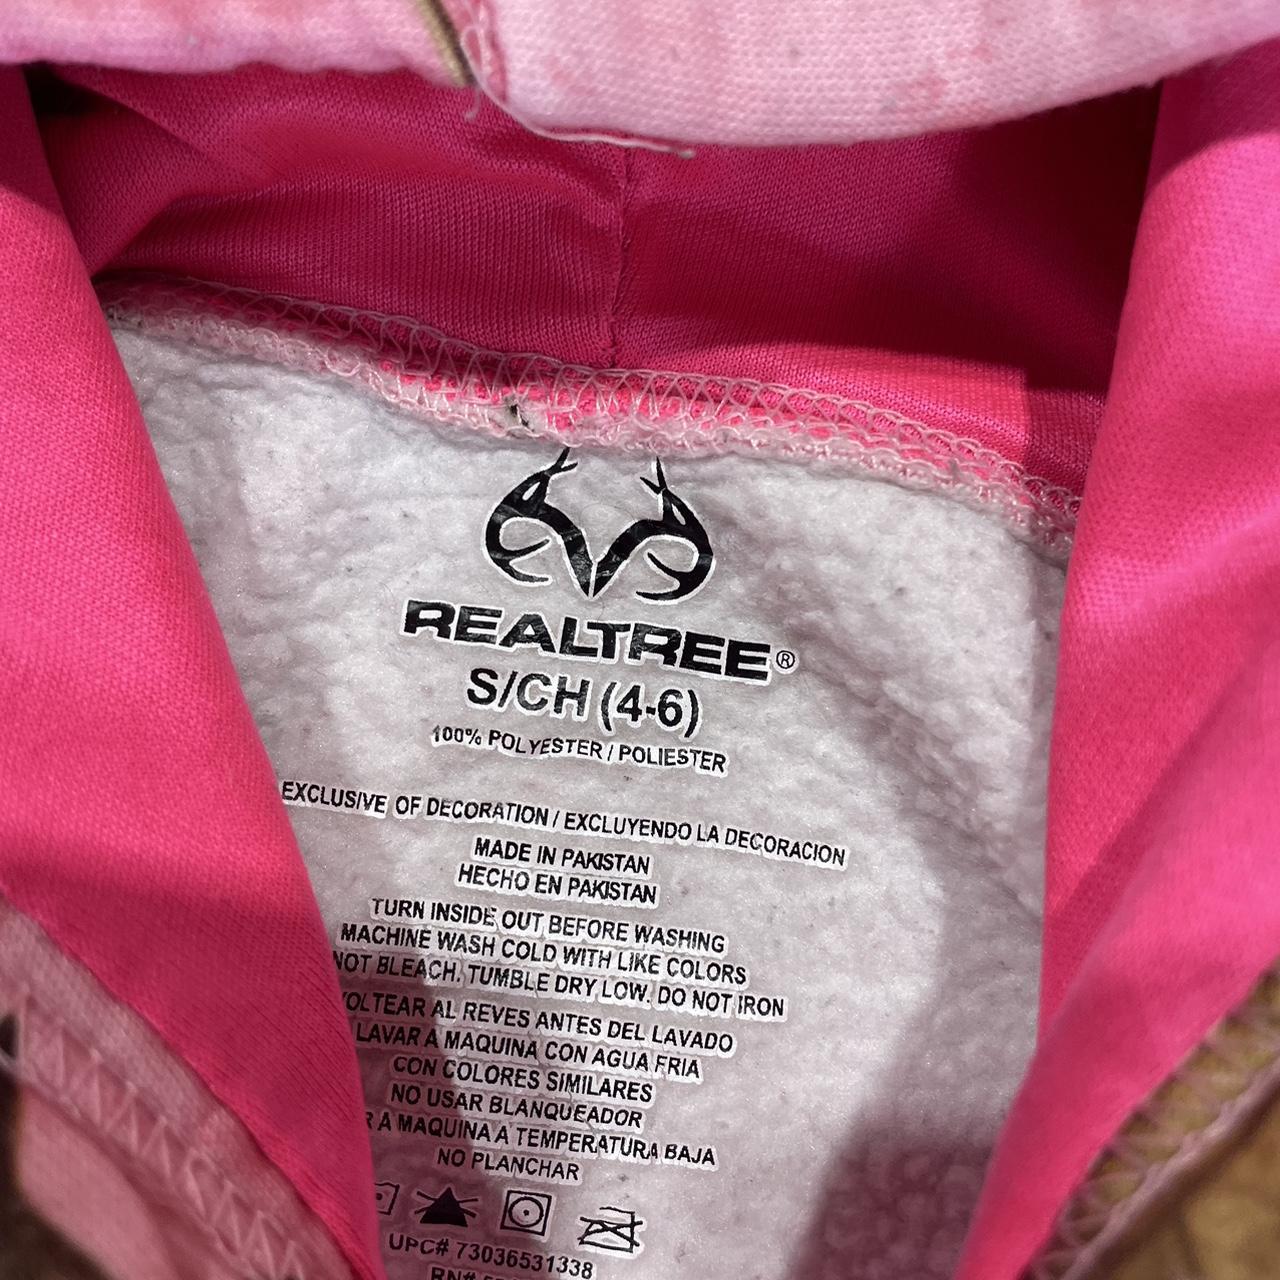 REALTREE®
S/CH (4-6)
100% POLYESTER / POLIESTER
EXCLUSIVE OF DECORATION / EXCLUYENDO LA DECORACION
MADE IN PAKISTAN
HECHO EN PAKISTAN
TURN INSIDE OUT BEFORE WASHING
MACHINE WASH COLD WITH LIKE COLORS
NOT BLEACH. TUMBLE DRY LOW. DO NOT IRON
OLTEAR AL REVES ANTES DEL LAVADO
LAVAR A MAQUINA CON AGUA FRIA
CON COLORES SIMILARES
NO USAR BLANQUEADOR
R A MAQUINA A TEMPERATURA BAJA
NO PLANCHAR
UPC# 73036531338
RN#